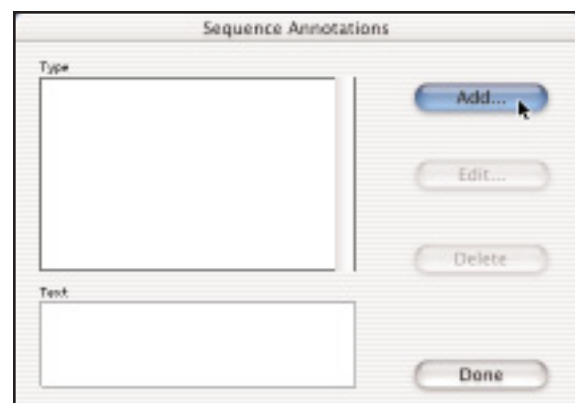 Sequence Annotations
Type
Add...
Edit...
Delete
Text
Done